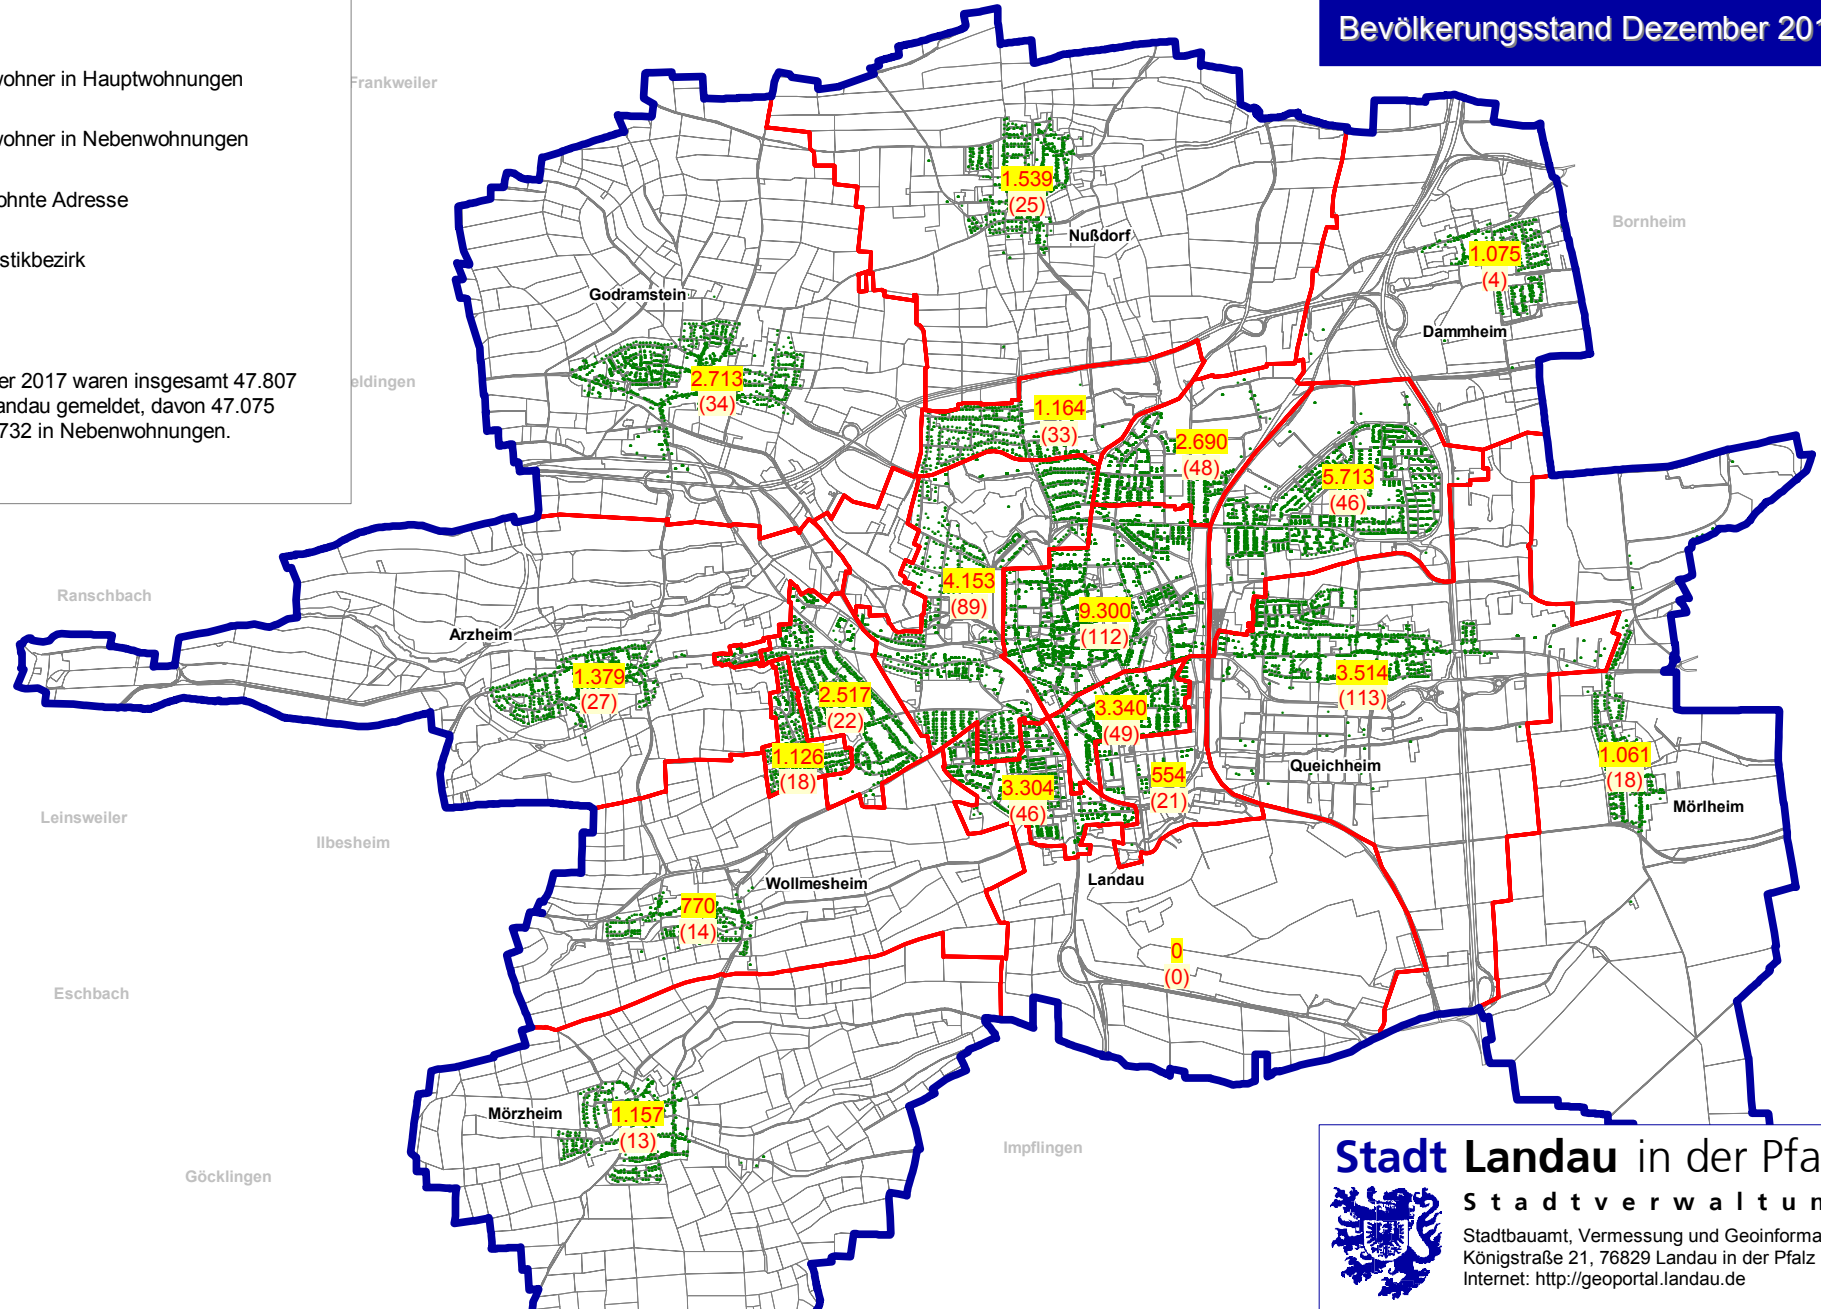 Bevölkerungsstand Dezember 201
wohner in Hauptwohnungen
wohner in Nebenwohnungen
ohnte Adresse
stikbezirk
er 2017 waren insgesamt 47.807
andau gemeldet, davon 47.075
732 in Nebenwohnungen.
Frankweiler
eldingen
Bornheim
1.539
(25)
Nußdorf
1.075
(4)
Dammheim
Godramstein
2.713
(34)
1.164
(33)
2.690
(48)
5.713
(46)
Ranschbach
Arzheim
1.379
(27)
4.153
(89)
9.300
(112)
3.514
(113)
2.517
(22)
3.340
(49)
1.126
(18)
3.304
(46)
554
(21)
Queichheim
1.061
(18)
Mörlheim
Leinsweiler
Ilbesheim
Wollmesheim
Landau
770
(14)
0
(0)
Eschbach
Mörzheim
1.157
(13)
Impflingen
Göcklingen
Stadt Landau in der Pfa
Stadtverwaltun
Stadtbauamt, Vermessung und Geoinforma
Königstraße 21, 76829 Landau in der Pfalz
Internet: http://geoportal.landau.de